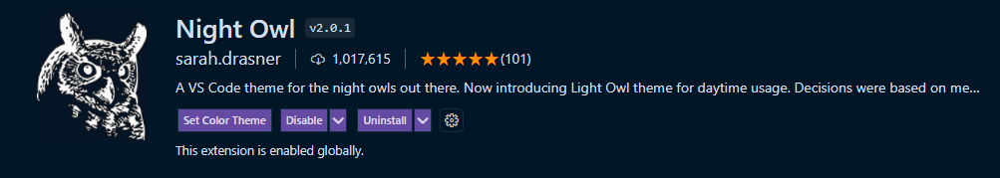 Night Owl v2.0.1
sarah.drasner 1,017,615 (101)
A VS Code theme for the night owls out there. Now introducing Light Owl theme for daytime usage. Decisions were based on me...
Set Color Theme Disable Uninstall
This extension is enabled globally.